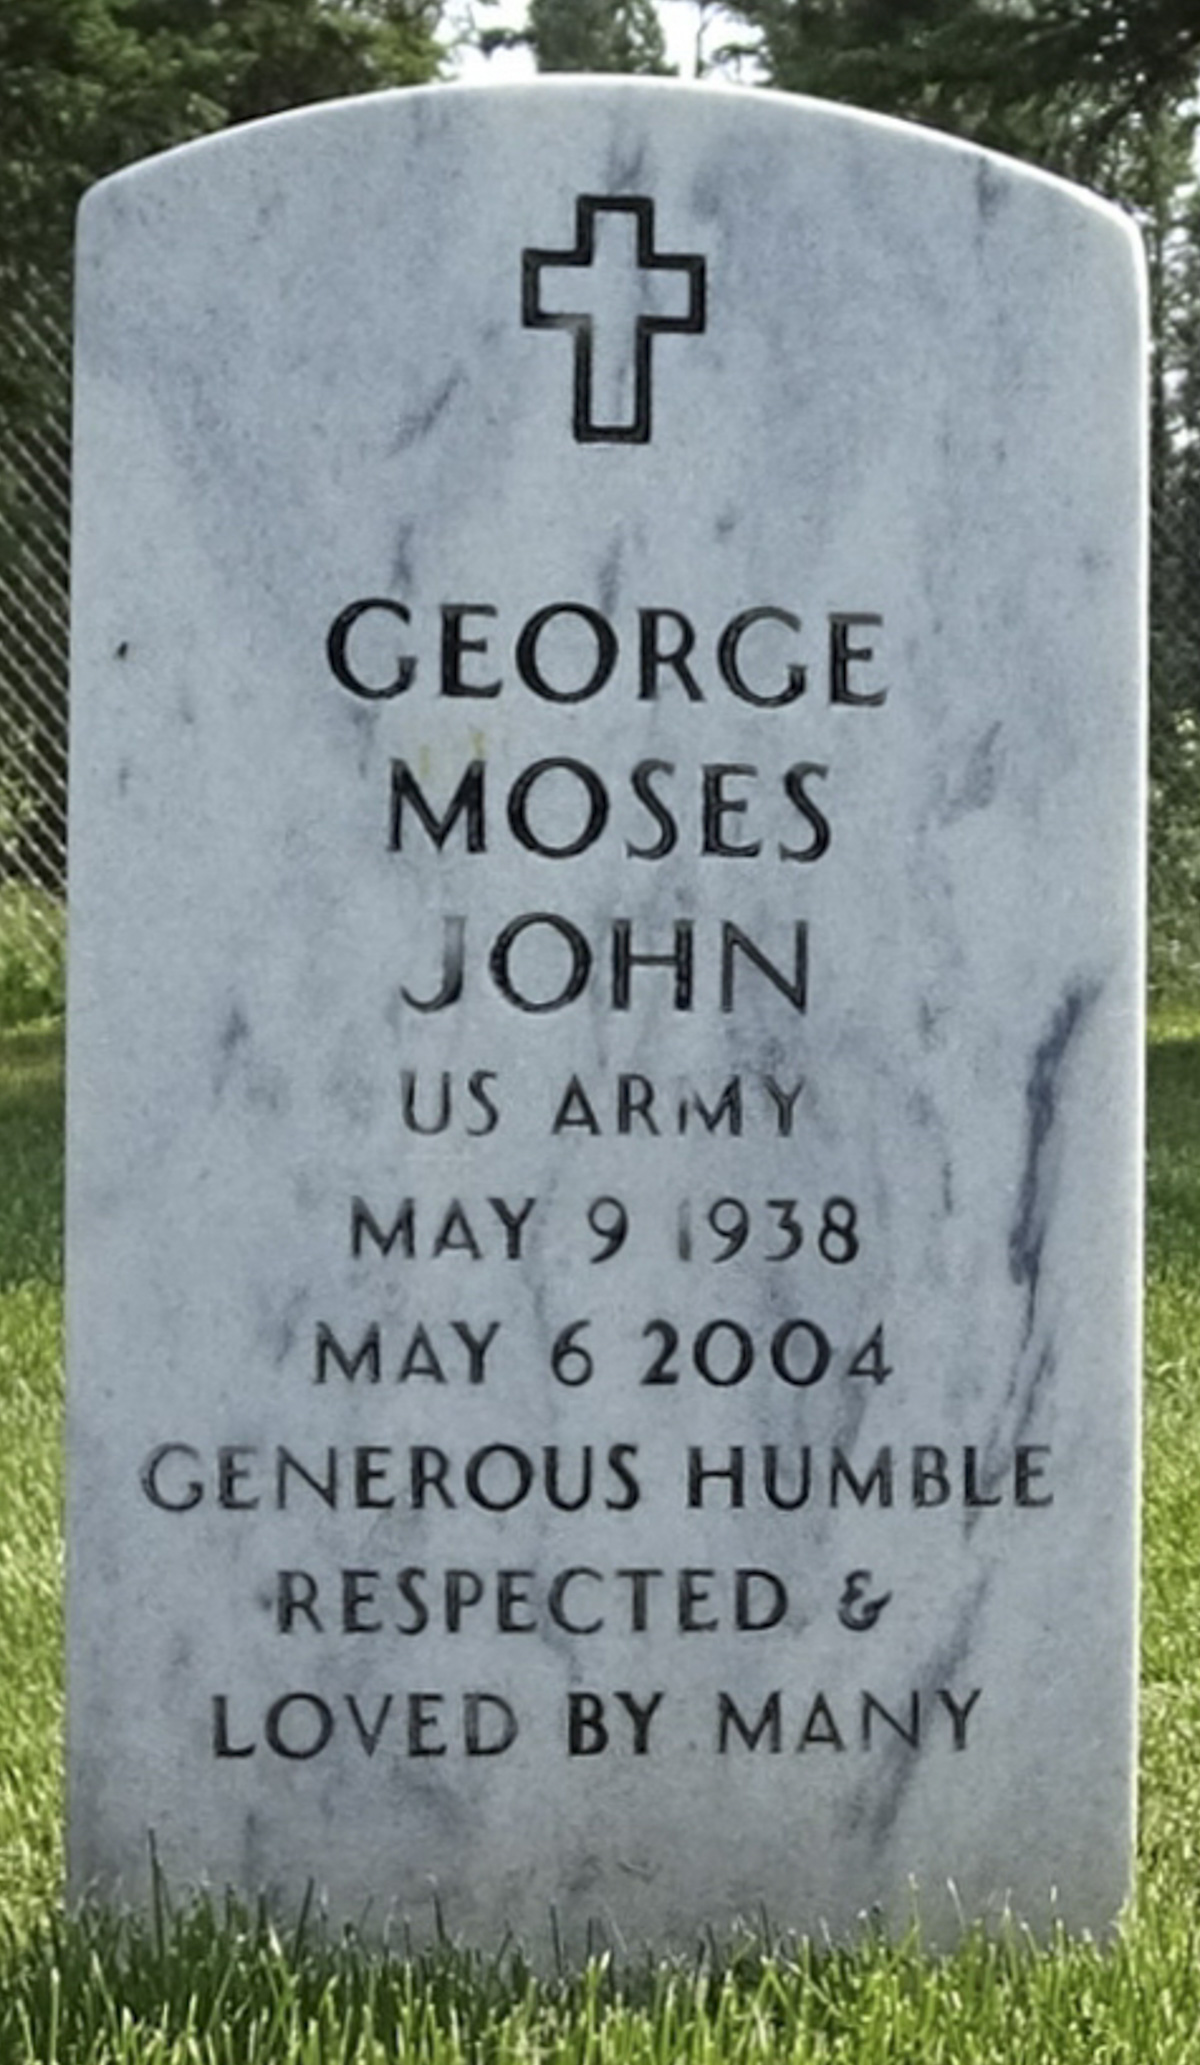 GEORGE
MOSES
JOHN
US ARMY
MAY 9 1938
MAY 6 2004
GENEROUS HUMBLE
RESPECTED &
LOVED BY MANY